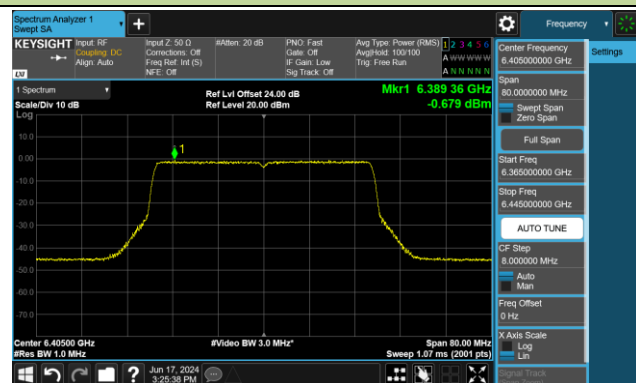 Spectrum Analyzer 1
Swept SA
+
Frequency
KEYSIGHT
Input: RF
Coupling: DC
Align: Auto
Input Z: 50 Ω
Corrections: Off
Freq Ref: Int (S)
NFE: Off
#Atten: 20 dB
PNO: Fast
Gate: Off
IF Gain: Low
Sig Track: Off
Avg Type: Power (RMS)
Avg|Hold: 100/100
Trig: Free Run
1 2 3 4 5 6
A W W W W W
A N N N N N
LXI
Center Frequency
6.405000000 GHz
Settings
Span
80.0000000 MHz
Swept Span
Zero Span
Full Span
Start Freq
6.365000000 GHz
Stop Freq
6.445000000 GHz
AUTO TUNE
CF Step
8.000000 MHz
Auto
Man
Freq Offset
0 Hz
X Axis Scale
Log
Lin
Signal Track
1 Spectrum
Scale/Div 10 dB
Log
Ref Lvl Offset 24.00 dB
Ref Level 20.00 dBm
Mkr1 6.389 36 GHz
-0.679 dBm
10.0
0.00
-10.0
-20.0
-30.0
-40.0
-50.0
-60.0
-70.0
1
Center 6.40500 GHz
#Res BW 1.0 MHz
#Video BW 3.0 MHz*
Span 80.00 MHz
Sweep 1.07 ms (2001 pts)
?
Jun 17, 2024
3:25:38 PM